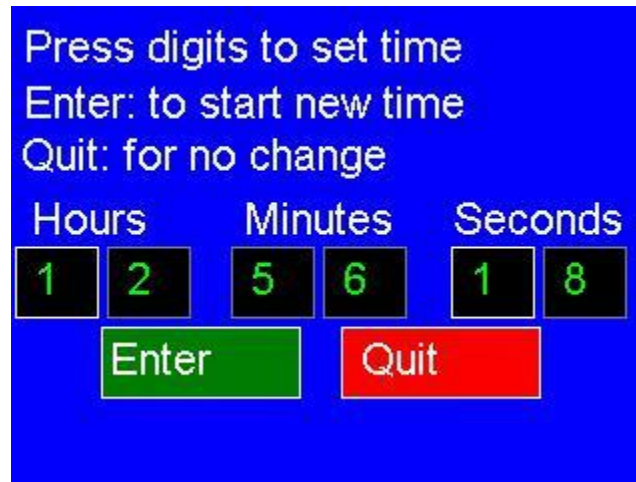 Press digits to set time
Enter: to start new time
Quit: for no change
Hours Minutes Seconds
1 2 5 6 1 8
Enter Quit